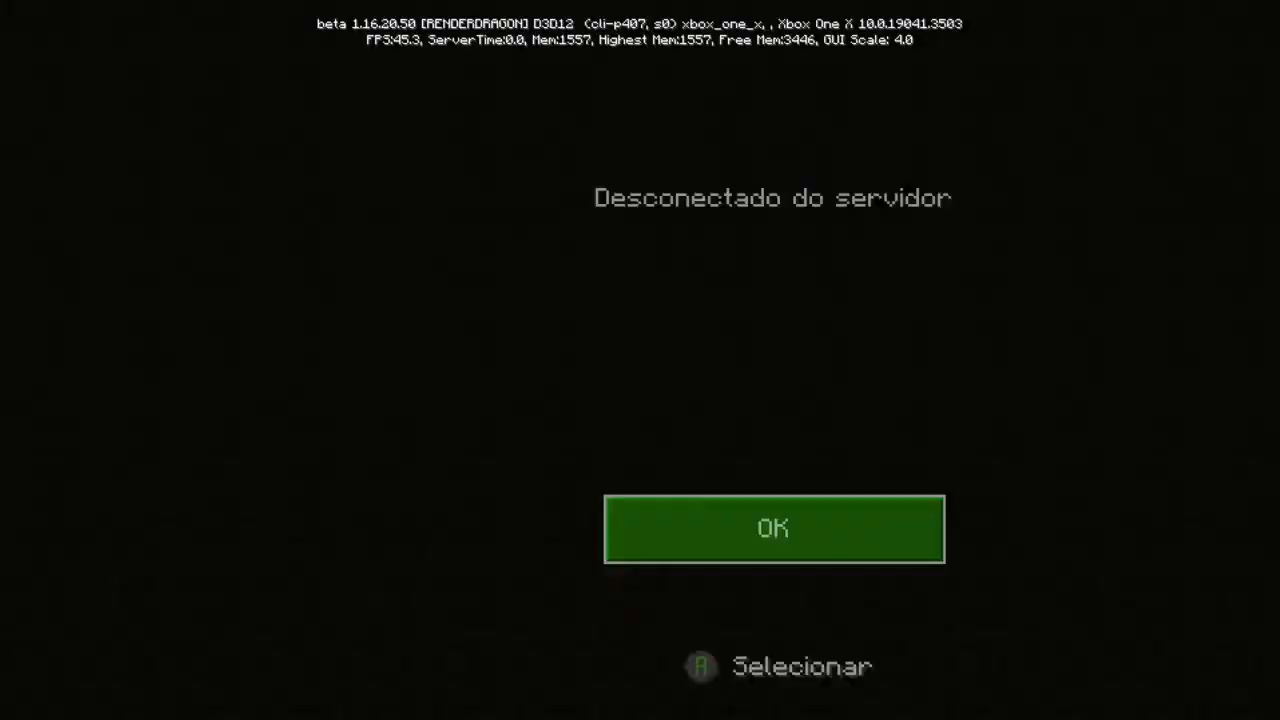 beta 1.16.20.50 [RENDERDRAGON] D3D12 (cli-p407, s0) xbox_one_x, , Xbox One X 10.0.19041.3503
FPS:45.3, ServerTime:0.0, Mem:1557, Highest Mem:1557, Free Mem:3446, GUI Scale: 4.0
Desconectado do servidor
OK
A Selecionar